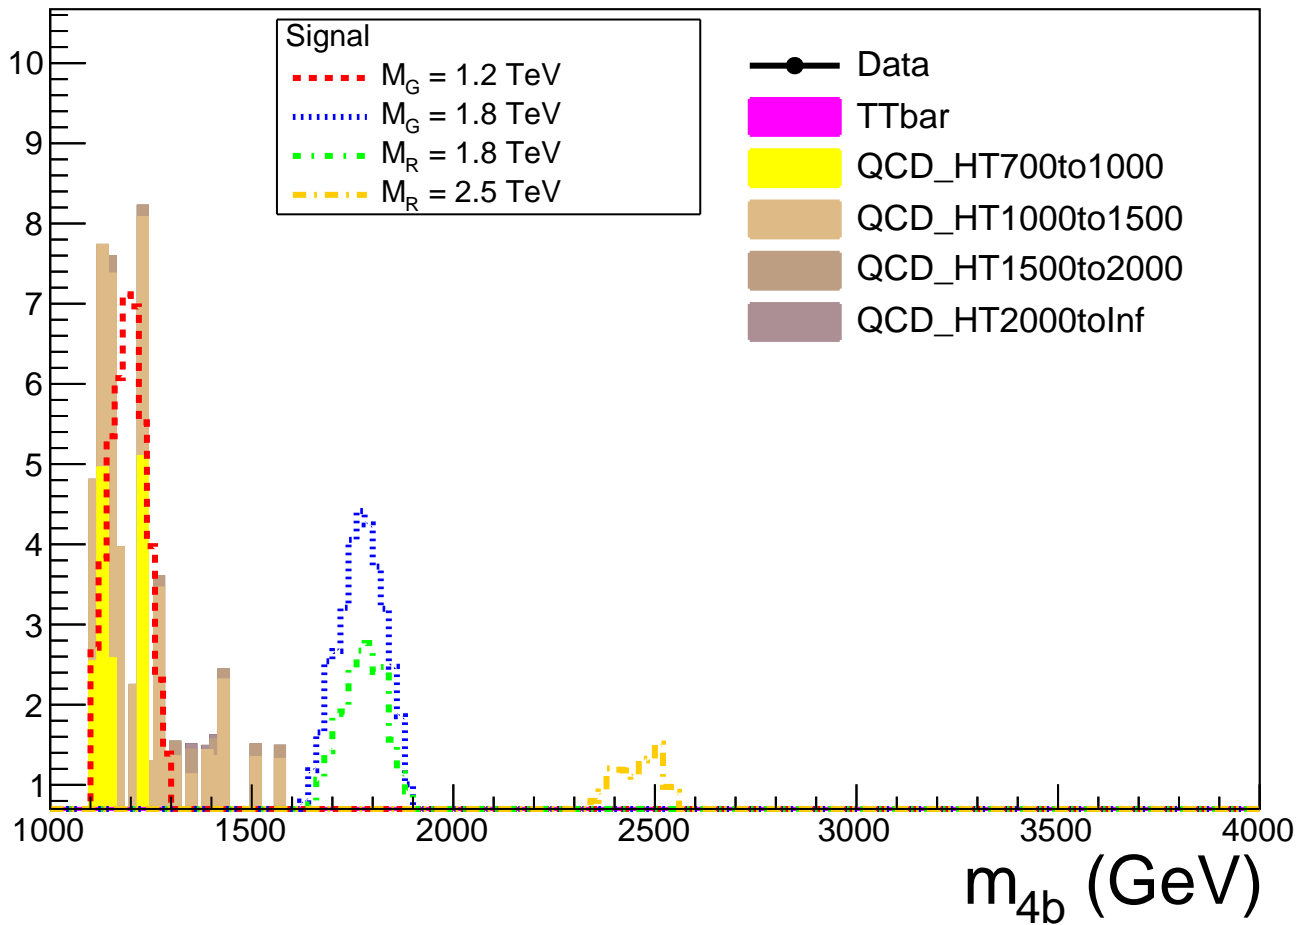 Signal
M_G = 1.2 TeV
M_G = 1.8 TeV
M_R = 1.8 TeV
M_R = 2.5 TeV
Data
TTbar
QCD_HT700to1000
QCD_HT1000to1500
QCD_HT1500to2000
QCD_HT2000toInf
10
9
8
7
6
5
4
3
2
1
1000 1500 2000 2500 3000 3500 4000
m_4b (GeV)